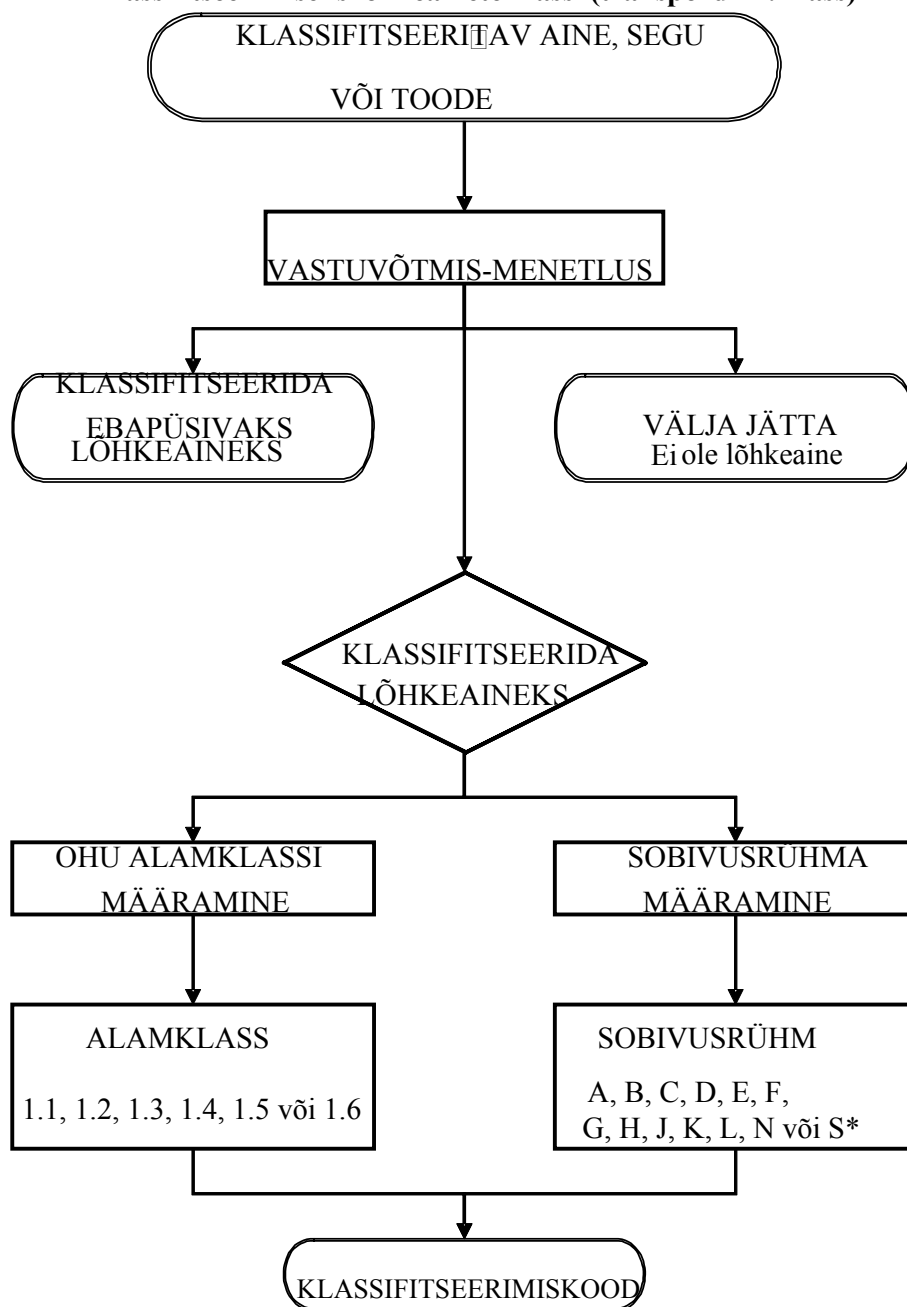 KLASSIFITSEERITAV AINE, SEGU
VÕI TOODE
VASTUVÕTMIS-MENETLUS
KLASSIFITSEERIDA
EBAPÜSIVAKS
LÕHKEAINEKS
VÄLJA JÄTTA
Ei ole lõhkeaine
KLASSIFITSEERIDA
LÕHKEAINEKS
OHU ALAMKLASSI
MÄÄRAMINE
SOBIVUSRÜHMA
MÄÄRAMINE
ALAMKLASS
1.1, 1.2, 1.3, 1.4, 1.5 või 1.6
SOBIVUSRÜHM
A, B, C, D, E, F,
G, H, J, K, L, N või S*
KLASSIFITSEERIMISKOOD